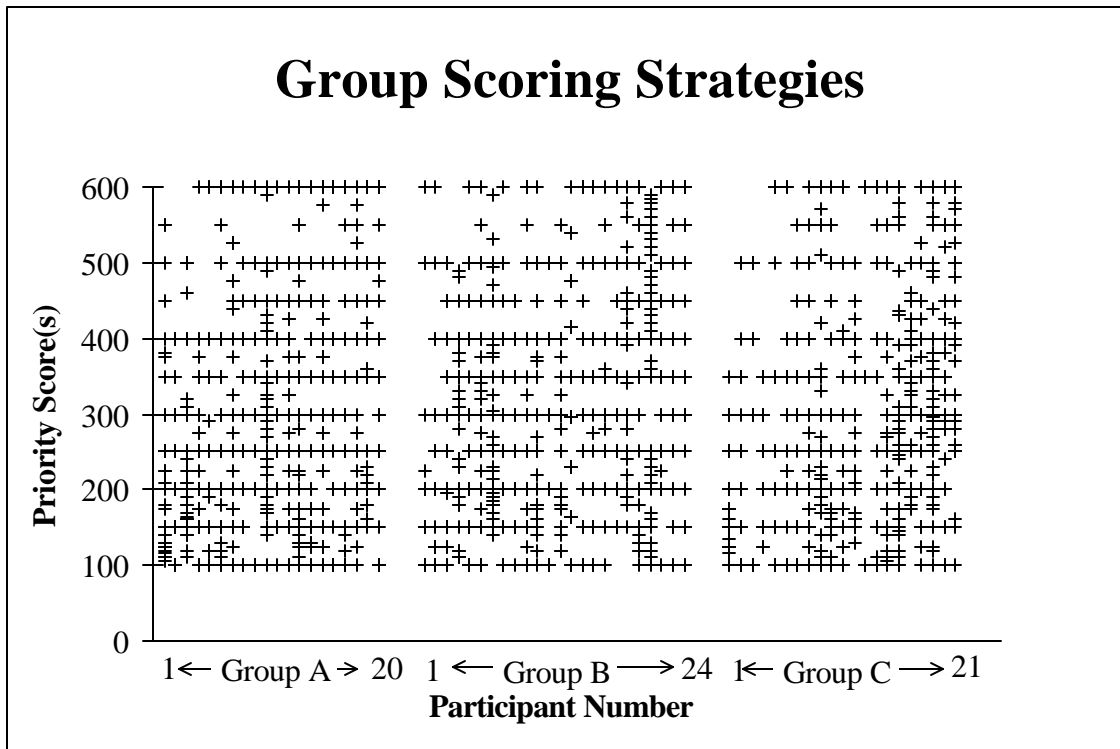 Group Scoring Strategies
Priority Score(s)
600
500
400
300
200
100
0
1 Group A 20 1 Group B 24 1 Group C 21
Participant Number